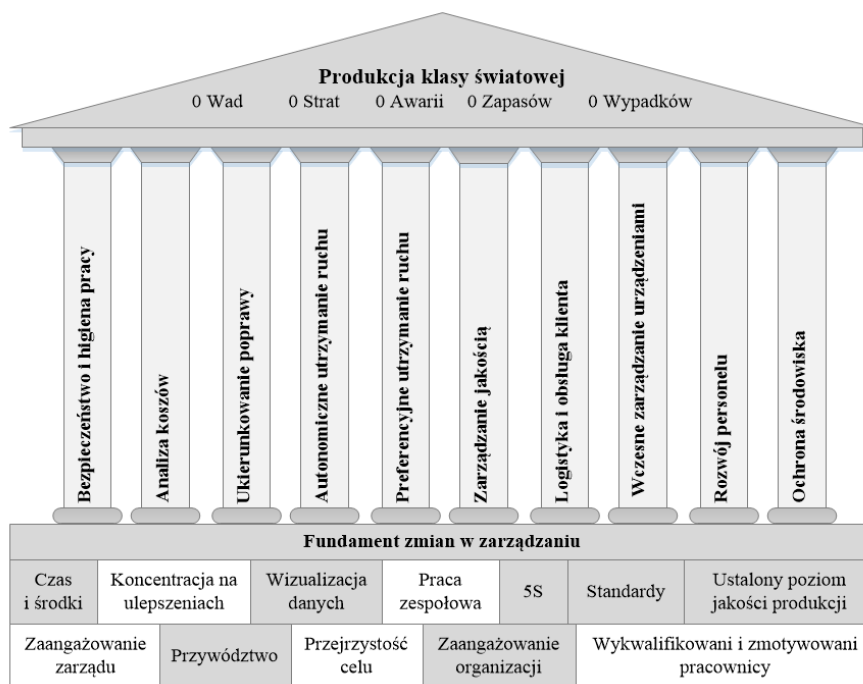 Produkcja klasy światowej
0 Wad 0 Strat 0 Awarii 0 Zapasów 0 Wypadków
Bezpieczeństwo i higiena pracy
Analiza koszów
Ukierunkowanie poprawy
Autonomiczne utrzymanie ruchu
Preferencyjne utrzymanie ruchu
Zarządzanie jakością
Logistyka i obsługa klienta
Wczesne zarządzanie urządzeniami
Rozwój personelu
Ochrona środowiska
Fundament zmian w zarządzaniu
Czas
i środki
Koncentracja na
ulepszeniach
Wizualizacja
danych
Praca
zespołowa
5S
Standardy
Ustalony poziom
jakości produkcji
Zaangażowanie
zarządu
Przywództwo
Przejrzystość
celu
Zaangażowanie
organizacji
Wykwalifikowani i zmotywowani
pracownicy